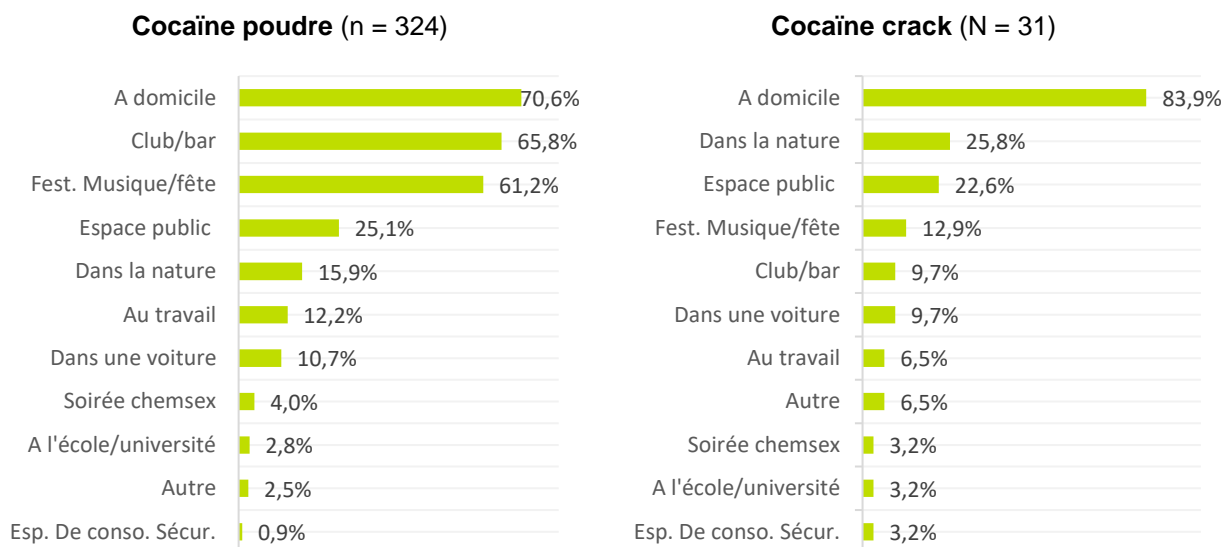 Cocaïne poudre (n = 324)
A domicile 70,6%
Club/bar 65,8%
Fest. Musique/fête 61,2%
Espace public 25,1%
Dans la nature 15,9%
Au travail 12,2%
Dans une voiture 10,7%
Soirée chemsex 4,0%
A l'école/université 2,8%
Autre 2,5%
Esp. De conso. Sécur. 0,9%
Cocaïne crack (N = 31)
A domicile 83,9%
Dans la nature 25,8%
Espace public 22,6%
Fest. Musique/fête 12,9%
Club/bar 9,7%
Dans une voiture 9,7%
Au travail 6,5%
Autre 6,5%
Soirée chemsex 3,2%
A l'école/université 3,2%
Esp. De conso. Sécur. 3,2%